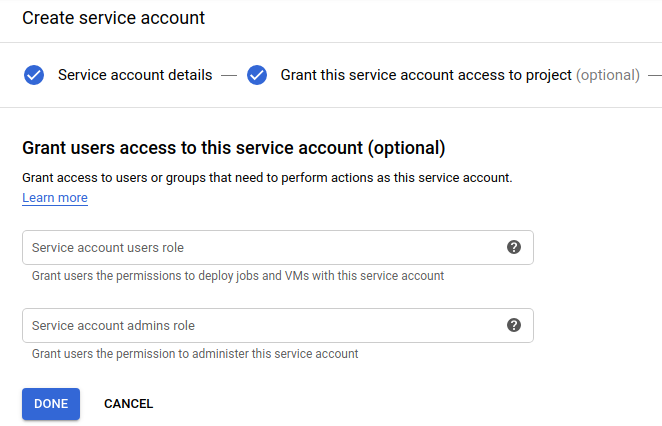 Create service account
Service account details — Grant this service account access to project (optional) —
Grant users access to this service account (optional)
Grant access to users or groups that need to perform actions as this service account.
Learn more
Service account users role
Grant users the permissions to deploy jobs and VMs with this service account
Service account admins role
Grant users the permission to administer this service account
DONE CANCEL